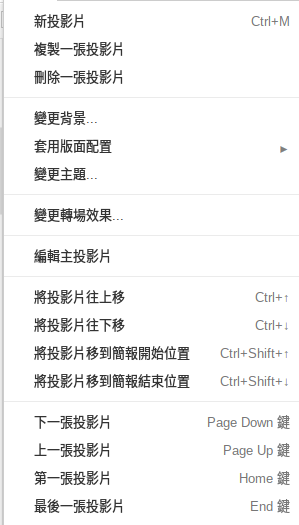 新投影片 Ctrl+M
複製一張投影片
刪除一張投影片
變更背景...
套用版面配置 ►
變更主題...
變更轉場效果...
編輯主投影片
將投影片往上移 Ctrl+↑
將投影片往下移 Ctrl+↓
將投影片移到簡報開始位置 Ctrl+Shift+↑
將投影片移到簡報結束位置 Ctrl+Shift+↓
下一張投影片 Page Down 鍵
上一張投影片 Page Up 鍵
第一張投影片 Home 鍵
最後一張投影片 End 鍵